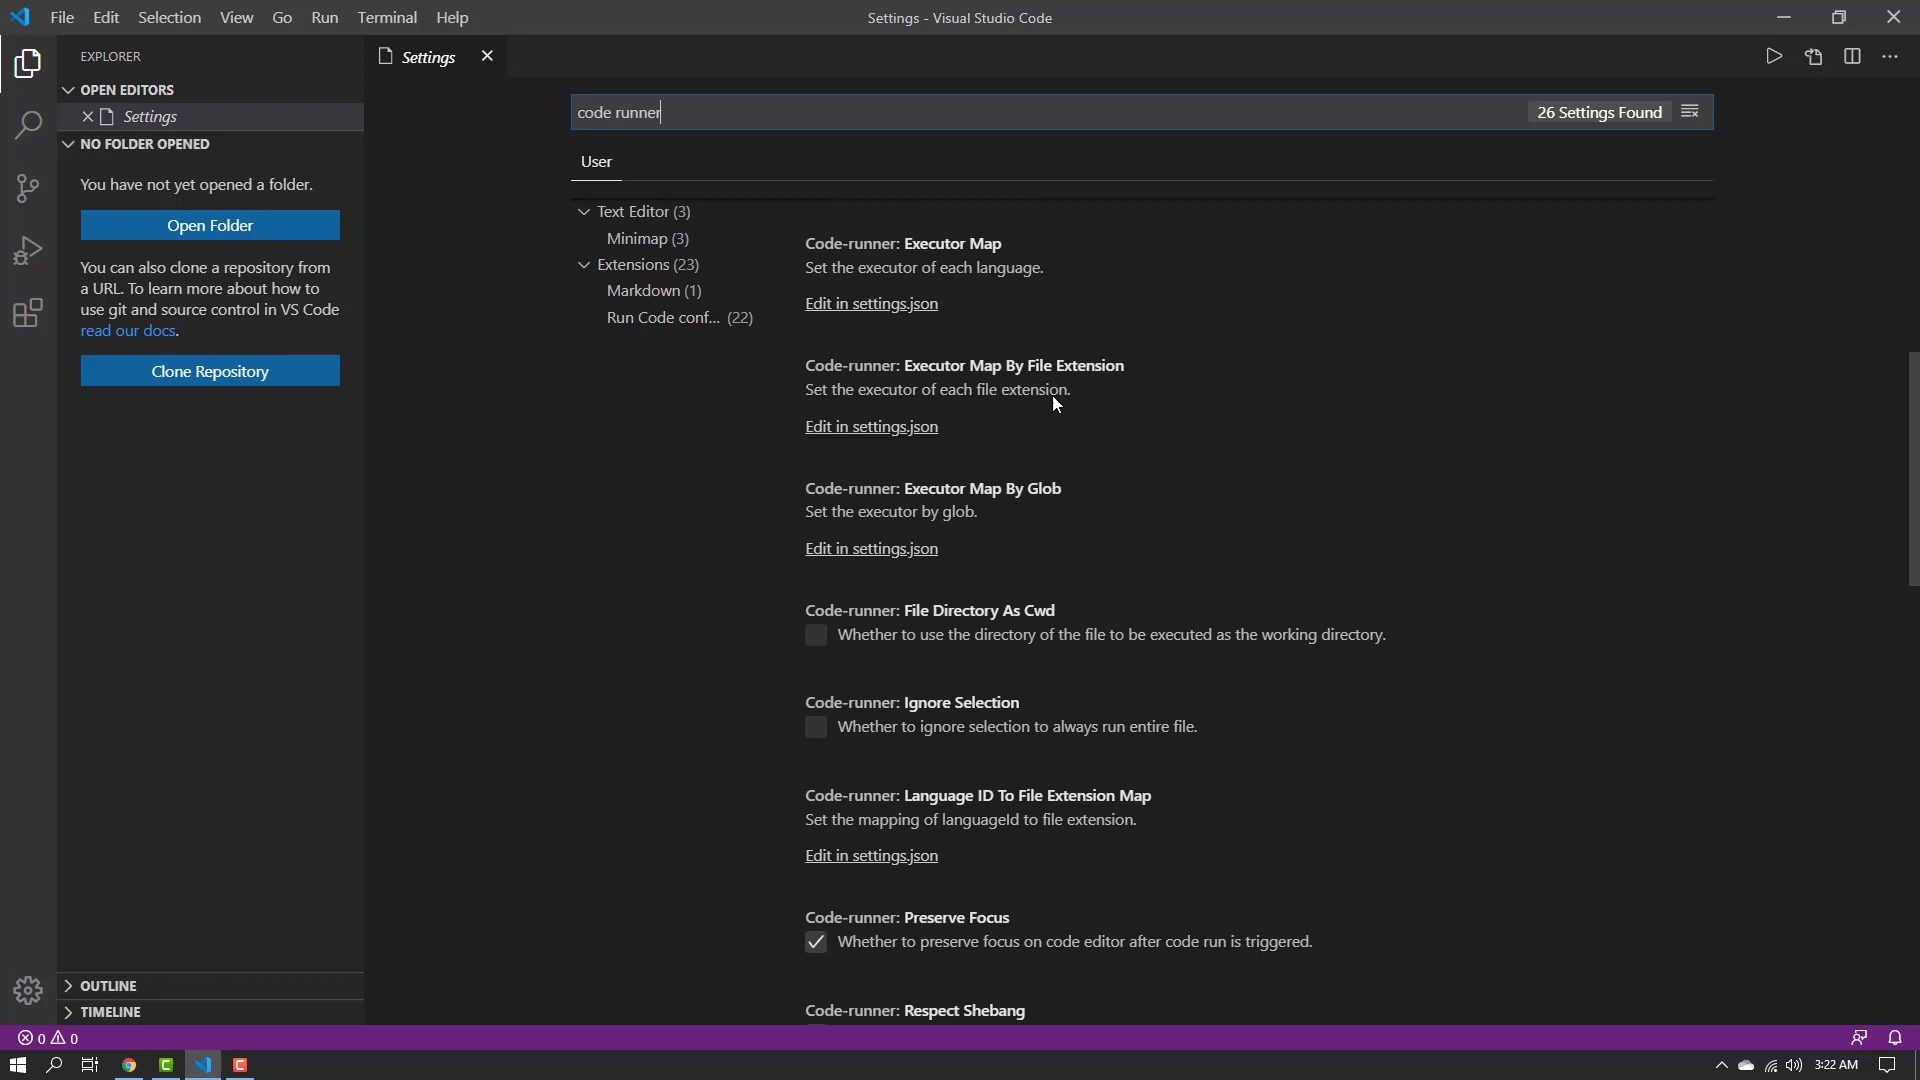 File Edit Selection View Go Run Terminal Help
Settings - Visual Studio Code
EXPLORER
OPEN EDITORS
Settings
NO FOLDER OPENED
You have not yet opened a folder.
Open Folder
You can also clone a repository from
a URL. To learn more about how to
use git and source control in VS Code
read our docs.
Clone Repository
OUTLINE
TIMELINE
Settings
code runner
26 Settings Found
User
Text Editor (3)
Minimap (3)
Extensions (23)
Markdown (1)
Run Code conf... (22)
Code-runner: Executor Map
Set the executor of each language.
Edit in settings.json
Code-runner: Executor Map By File Extension
Set the executor of each file extension.
Edit in settings.json
Code-runner: Executor Map By Glob
Set the executor by glob.
Edit in settings.json
Code-runner: File Directory As Cwd
Whether to use the directory of the file to be executed as the working directory.
Code-runner: Ignore Selection
Whether to ignore selection to always run entire file.
Code-runner: Language ID To File Extension Map
Set the mapping of languageId to file extension.
Edit in settings.json
Code-runner: Preserve Focus
Whether to preserve focus on code editor after code run is triggered.
Code-runner: Respect Shebang
0 0
3:22 AM